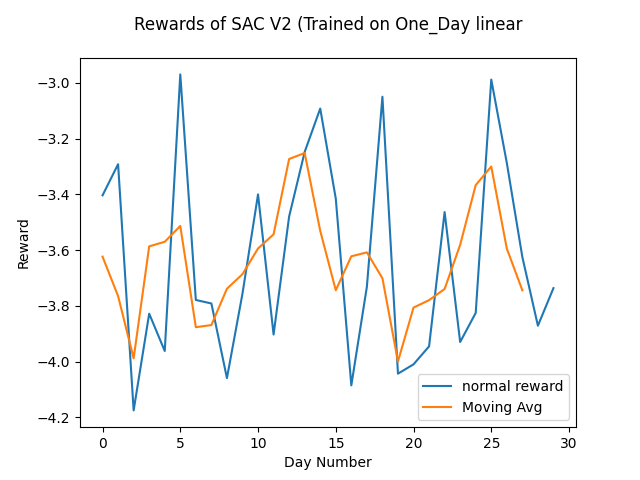 Rewards of SAC V2 (Trained on One_Day linear
−3.0
−3.2
−3.4
−3.6
−3.8
−4.0
−4.2
Reward
0 5 10 15 20 25 30
Day Number
normal reward
Moving Avg